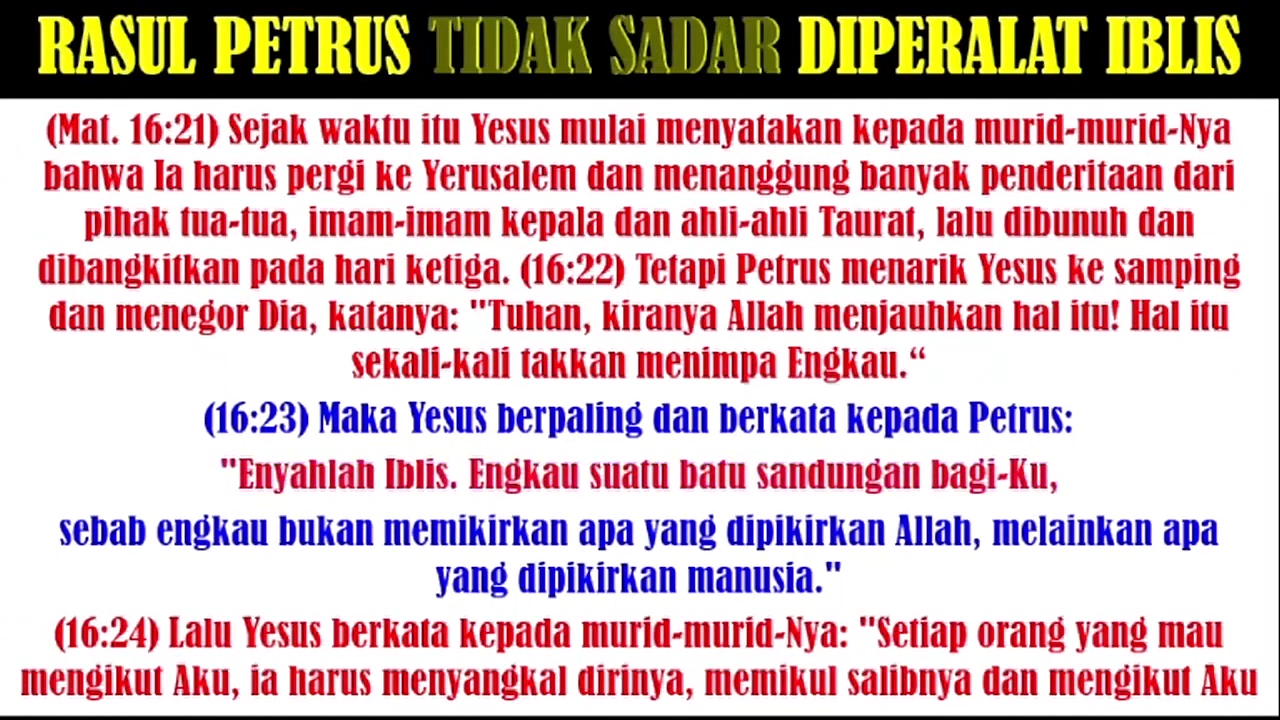 RASUL PETRUS TIDAK SADAR DIPERALAT IBLIS
(Mat. 16:21) Sejak waktu itu Yesus mulai menyatakan kepada murid-murid-Nya
bahwa Ia harus pergi ke Yerusalem dan menanggung banyak penderitaan dari
pihak tua-tua, imam-imam kepala dan ahli-ahli Taurat, lalu dibunuh dan
dibangkitkan pada hari ketiga. (16:22) Tetapi Petrus menarik Yesus ke samping
dan menegor Dia, katanya: "Tuhan, kiranya Allah menjauhkan hal itu! Hal itu
sekali-kali takkan menimpa Engkau.“
(16:23) Maka Yesus berpaling dan berkata kepada Petrus:
"Enyahlah Iblis. Engkau suatu batu sandungan bagi-Ku,
sebab engkau bukan memikirkan apa yang dipikirkan Allah, melainkan apa
yang dipikirkan manusia."
(16:24) Lalu Yesus berkata kepada murid-murid-Nya: "Setiap orang yang mau
mengikut Aku, ia harus menyangkal dirinya, memikul salibnya dan mengikut Aku